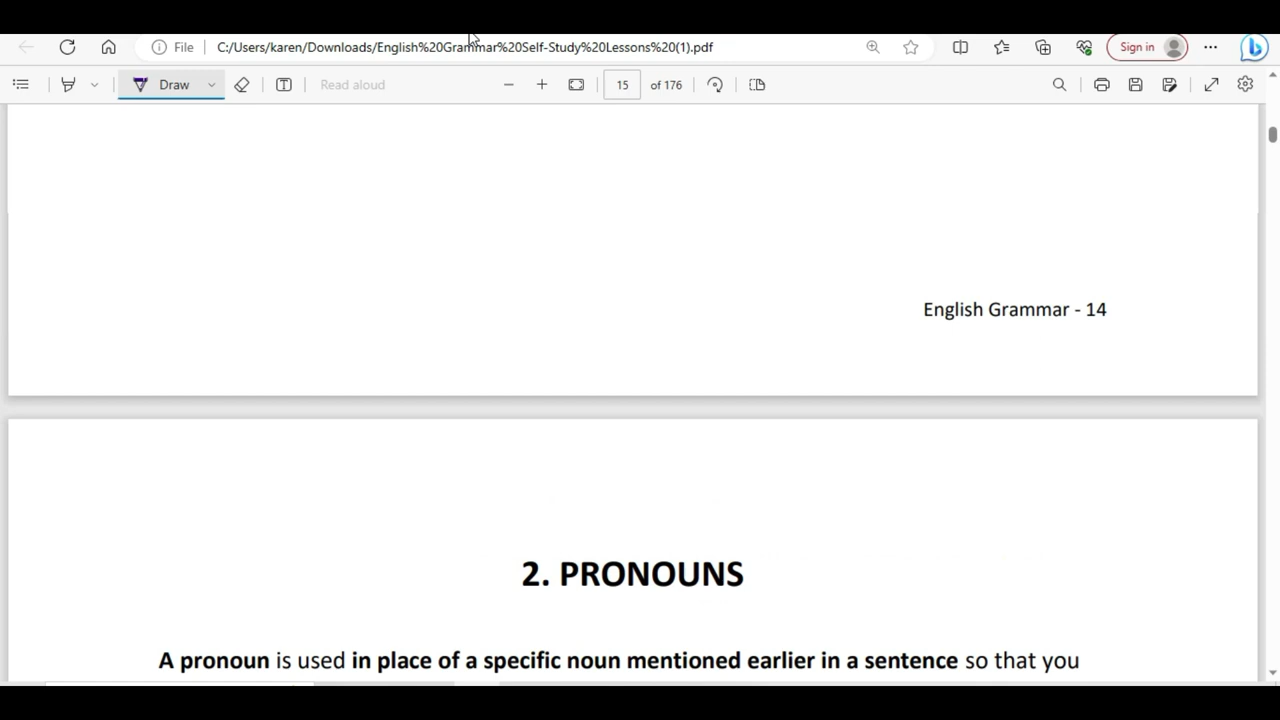 File C:/Users/karen/Downloads/English%20Grammar%20Self-Study%20Lessons%20(1).pdf Sign in
Draw Read aloud 15 of 176
English Grammar - 14
2. PRONOUNS
A pronoun is used in place of a specific noun mentioned earlier in a sentence so that you